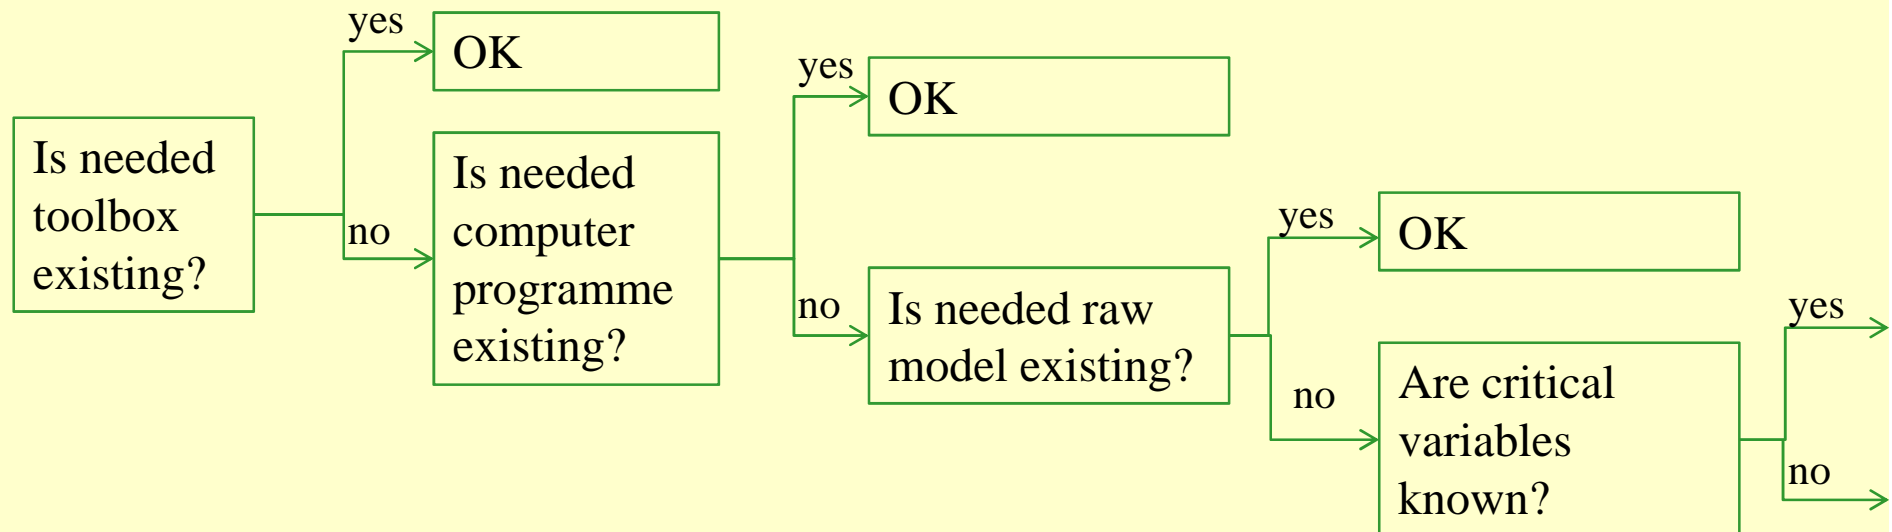 Is needed
toolbox
existing?
yes
OK
no
Is needed
computer
programme
existing?
yes
OK
no
Is needed raw
model existing?
yes
OK
no
Are critical
variables
known?
yes
no